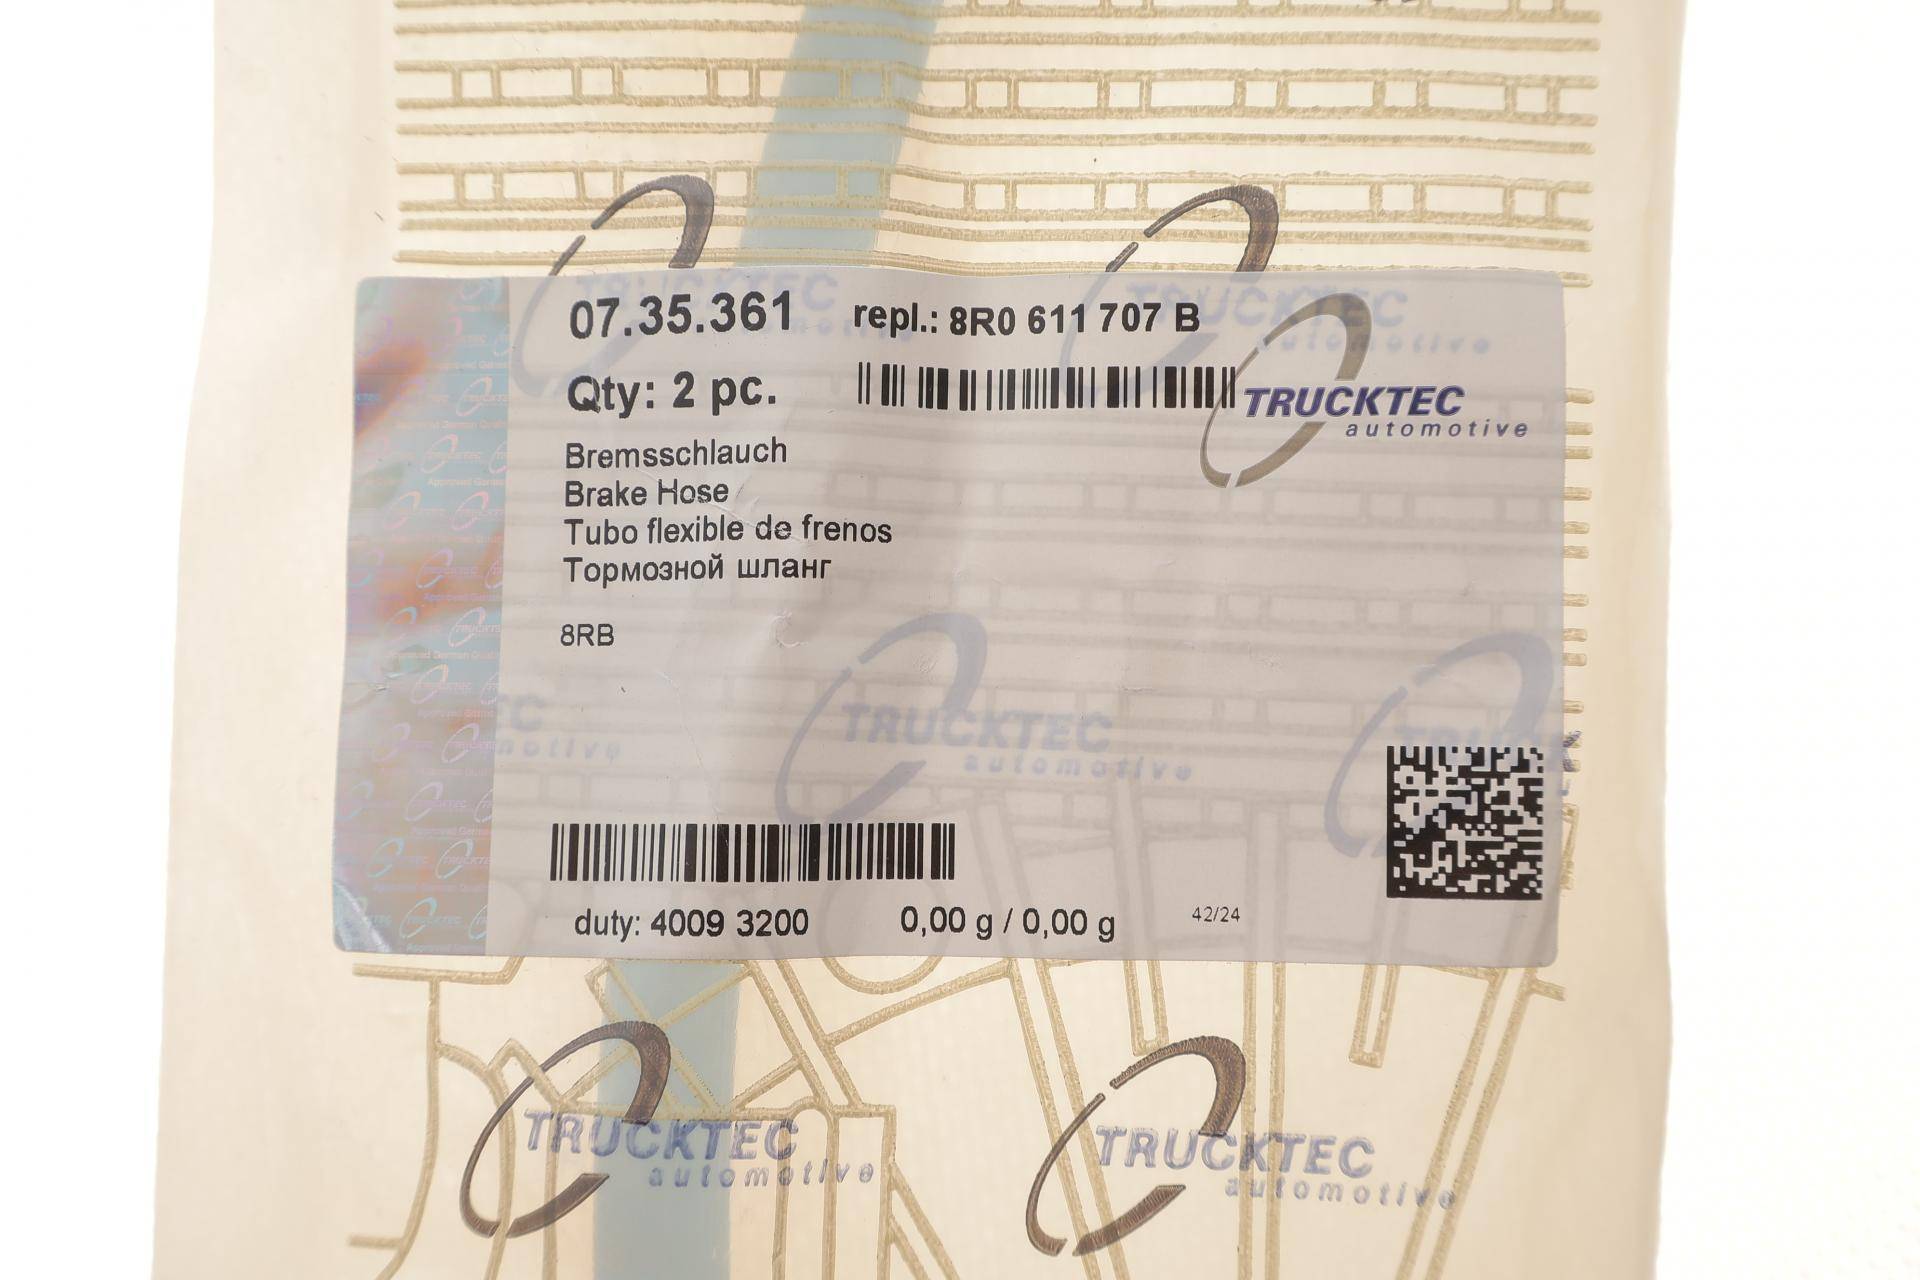 07.35.361 repl.: 8R0 611 707 B
Qty: 2 pc.
TRUCKTEC
automotive
Bremsschlauch
Brake Hose
Tubo flexible de frenos
Тормозной шланг
8RB
TRUCKTEC
automotive
duty: 4009 3200 0,00 g / 0,00 g 42/24
TRUCKTEC
automotive
TRUCKTEC
automotive